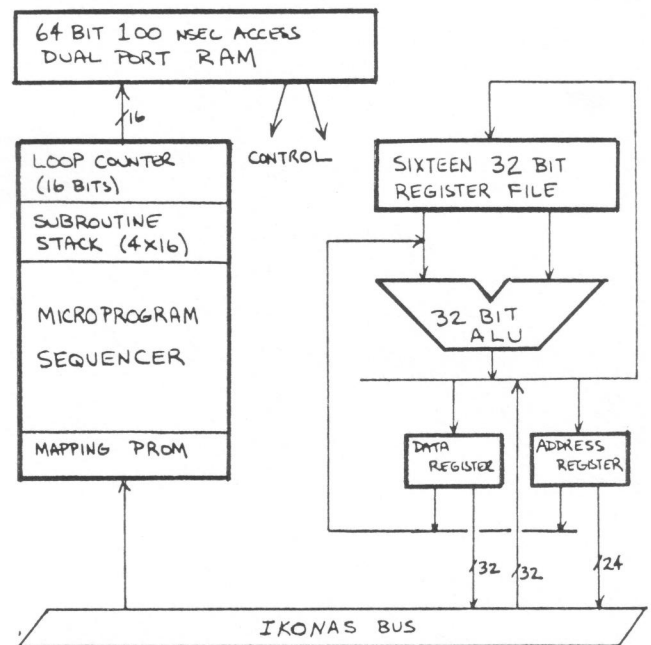 64 BIT 100 NSEC ACCESS
DUAL PORT RAM
/16
CONTROL
LOOP COUNTER
(16 BITS)
SUBROUTINE
STACK (4X16)
MICROPROGRAM
SEQUENCER
MAPPING PROM
SIXTEEN 32 BIT
REGISTER FILE
32 BIT
ALU
DATA
REGISTER
ADDRESS
REGISTER
/32
/32
/24
IKONAS BUS